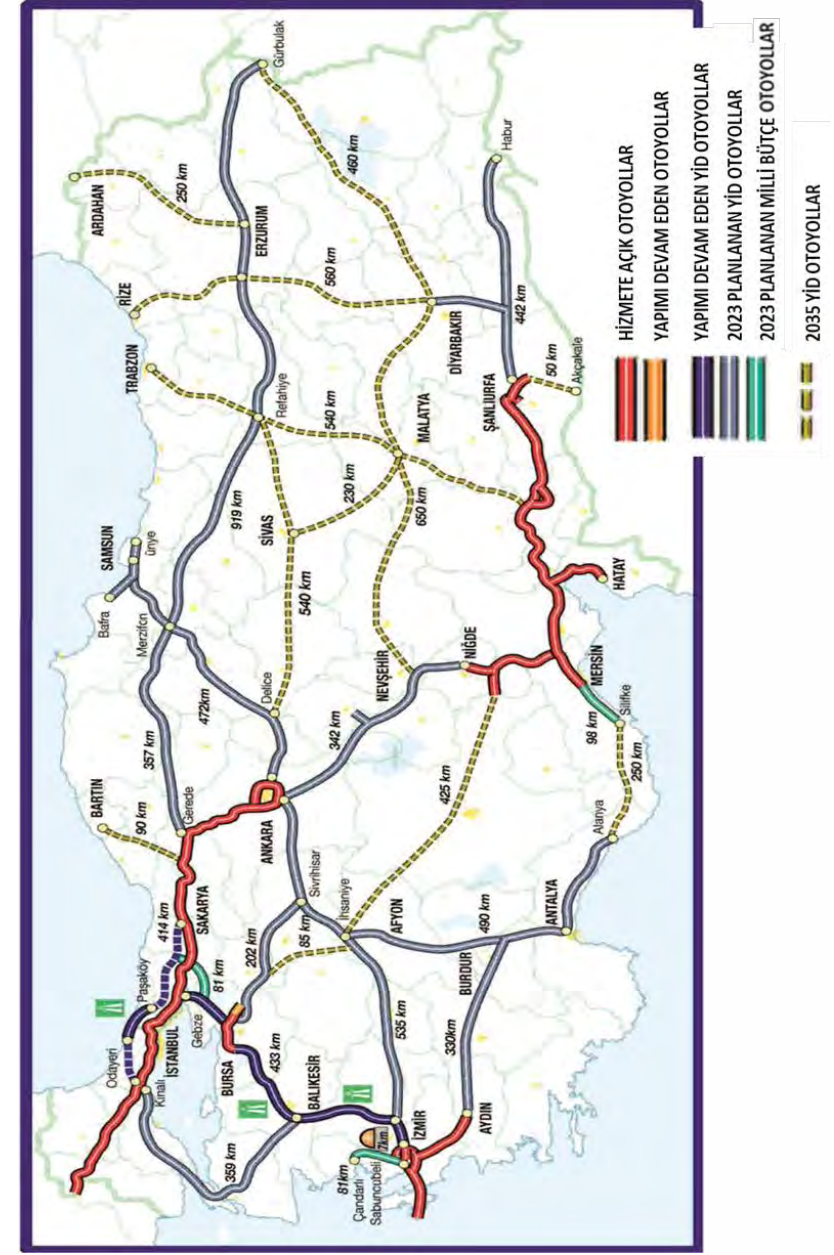 Gürbulak
ARDAHAN
250 km
460 km
Habur
ERZURUM
RİZE
560 km
442 km
DİYARBAKIR
TRABZON
Refahiye
540 km
MALATYA
ŞANLIURFA
50 km
Akçakale
919 km
SİVAS
230 km
650 km
SAMSUN
ünye
Bafra
Merzifon
540 km
HATAY
472km
Delice
NEVŞEHİR
NİĞDE
MERSİN
98 km
Silifke
357 km
342 km
250 km
BARTIN
90 km
Gerede
ANKARA
425 km
Alanya
Sivrihisar
İhsaniye
SAKARYA
414 km
202 km
85 km
AFYON
490 km
ANTALYA
Paşaköy
81 km
BURDUR
Odayeri
İSTANBUL
Gebze
Kınalı
BURSA
433 km
535 km
330km
BALIKESİR
359 km
İZMİR
AYDIN
7km
81km
Çandarlı
Sabuncubeli
HİZMETE AÇIK OTOYOLLAR
YAPIMI DEVAM EDEN OTOYOLLAR
YAPIMI DEVAM EDEN YİD OTOYOLLAR
2023 PLANLANAN YİD OTOYOLLAR
2023 PLANLANAN MİLLİ BÜTÇE OTOYOLLAR
2035 YİD OTOYOLLAR